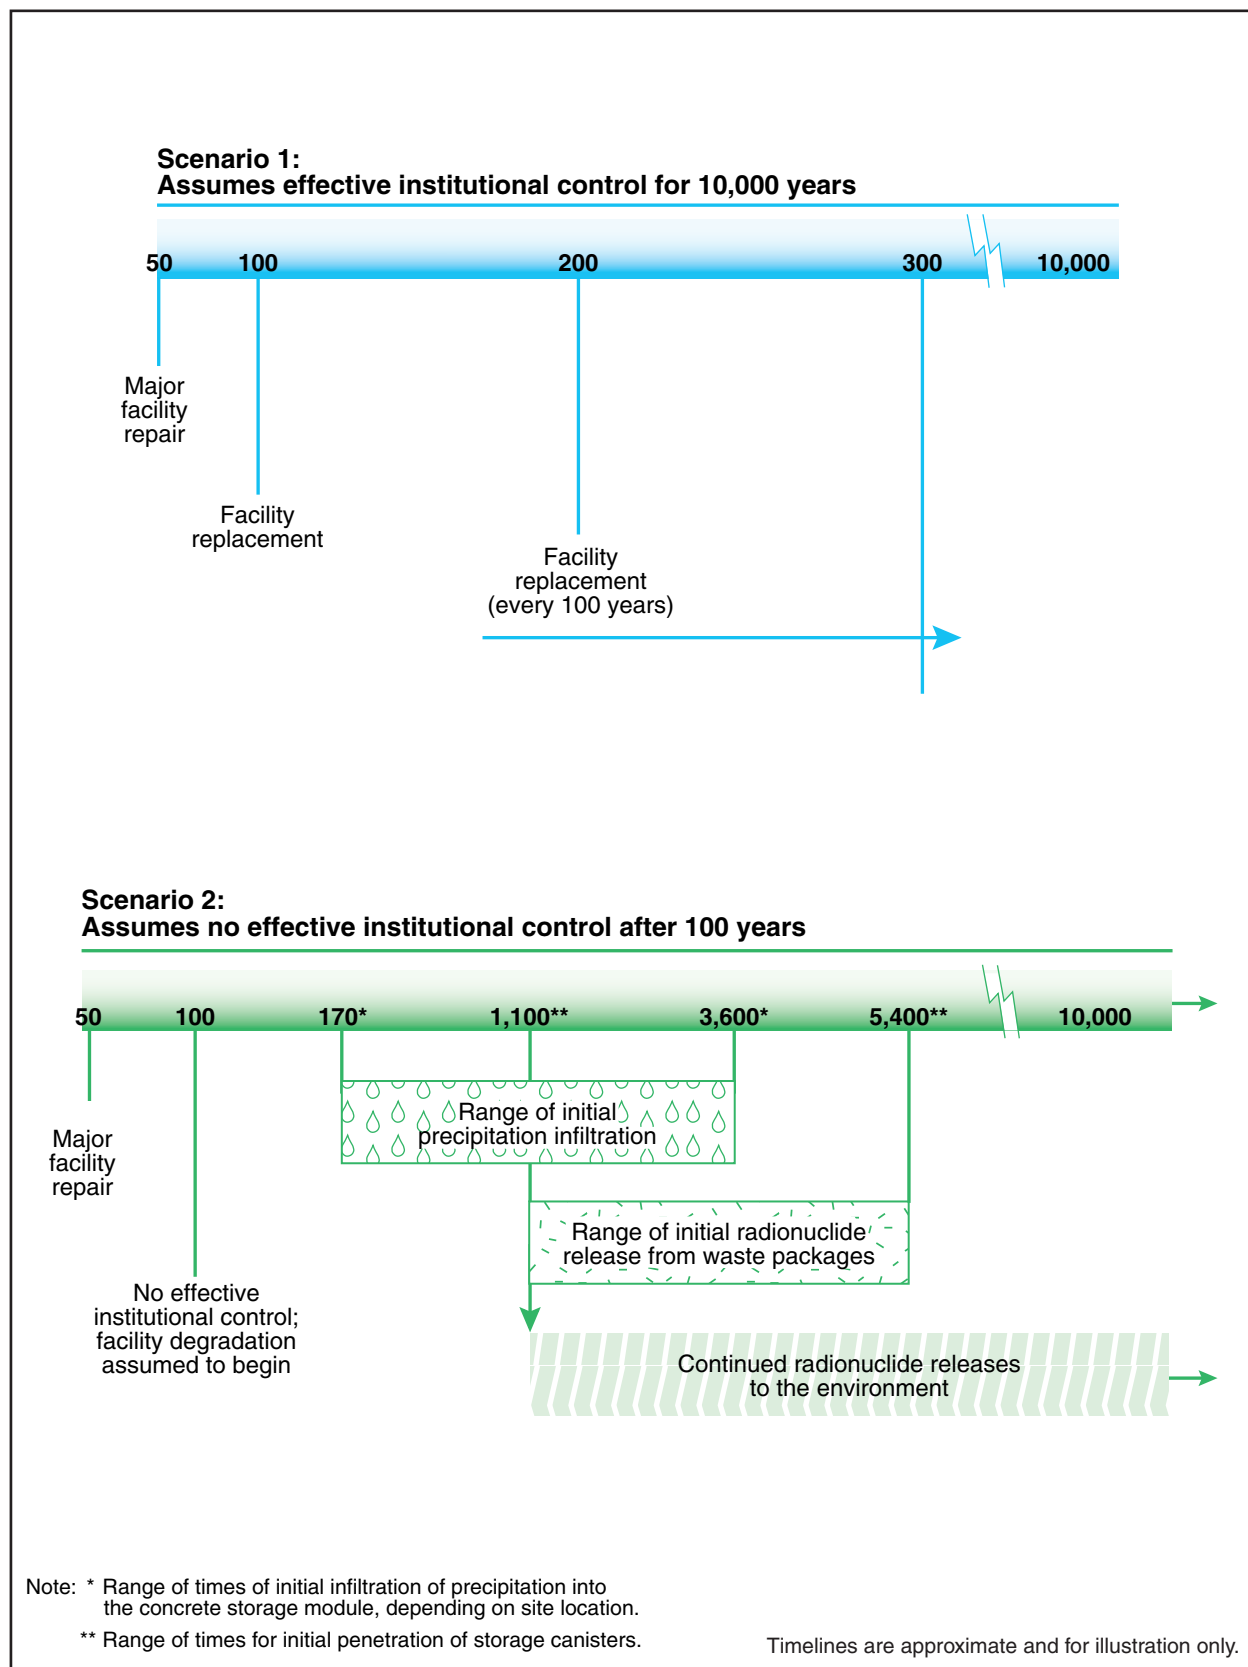 Scenario 1:
Assumes effective institutional control for 10,000 years
50 100 200 300 10,000
Major
facility
repair
Facility
replacement
Facility
replacement
(every 100 years)
Scenario 2:
Assumes no effective institutional control after 100 years
50 100 170* 1,100** 3,600* 5,400** 10,000
Range of initial
precipitation infiltration
Major
facility
repair
Range of initial radionuclide
release from waste packages
No effective
institutional control;
facility degradation
assumed to begin
Continued radionuclide releases
to the environment
Note: * Range of times of initial infiltration of precipitation into
the concrete storage module, depending on site location.
** Range of times for initial penetration of storage canisters.
Timelines are approximate and for illustration only.